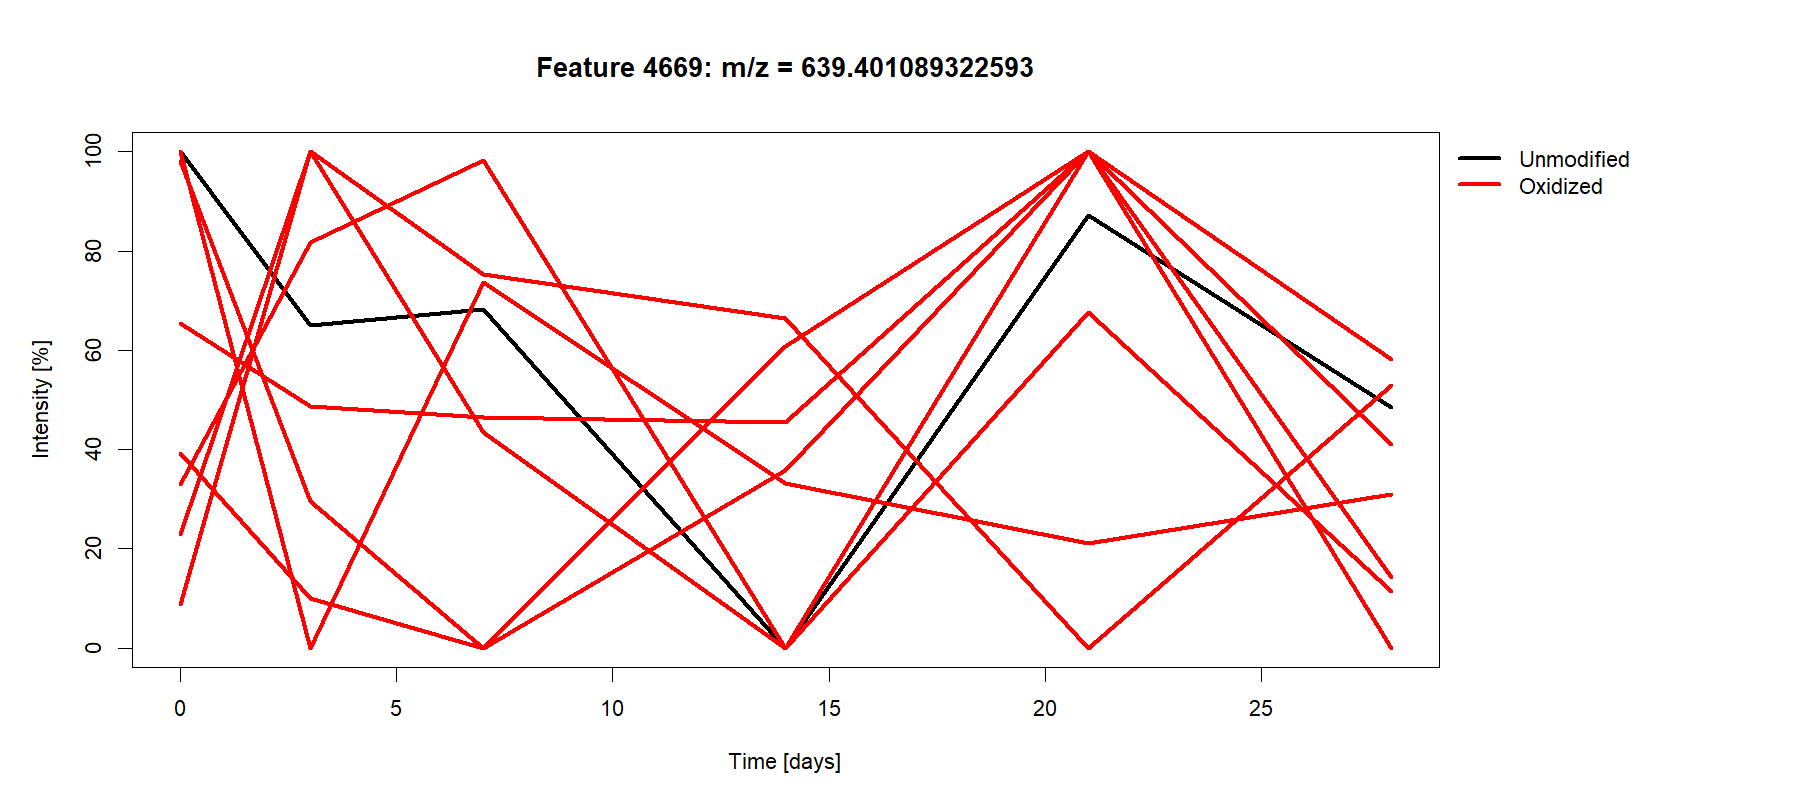 Feature 4669: m/z = 639.401089322593
Unmodified
Oxidized
100
80
60
40
20
0
Intensity [%]
0 5 10 15 20 25
Time [days]